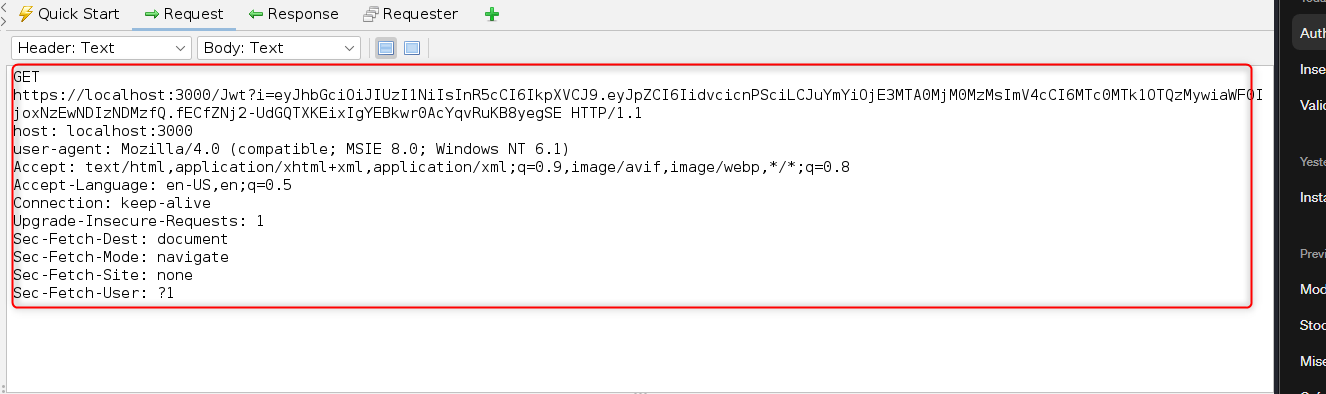 Quick Start Request Response Requester
Header: Text Body: Text
GET
https://localhost:3000/Jwt?i=eyJhbGciOiJIUzI1NiIsInR5cCI6IkpXVCJ9.eyJpZCI6IidvcicnPSciLCJuYmYiOjE3MTA0MjM0MzMsImV4cCI6MTc0MTk1OTQzMywiaWF0I
joxNzEwNDIzNDMzfQ.fECfZNj2-UdGQTXKEixIgYEBkwr0AcYqvRuKB8yegSE HTTP/1.1
host: localhost:3000
user-agent: Mozilla/4.0 (compatible; MSIE 8.0; Windows NT 6.1)
Accept: text/html,application/xhtml+xml,application/xml;q=0.9,image/avif,image/webp,*/*;q=0.8
Accept-Language: en-US,en;q=0.5
Connection: keep-alive
Upgrade-Insecure-Requests: 1
Sec-Fetch-Dest: document
Sec-Fetch-Mode: navigate
Sec-Fetch-Site: none
Sec-Fetch-User: ?1
Auth
Inse
Valid
Yeste
Insta
Previ
Mod
Stoc
Mise